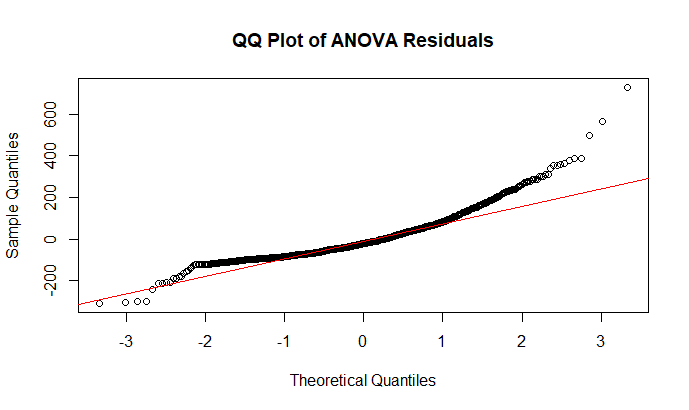 QQ Plot of ANOVA Residuals
Sample Quantiles
600
400
200
0
-200
-3 -2 -1 0 1 2 3
Theoretical Quantiles